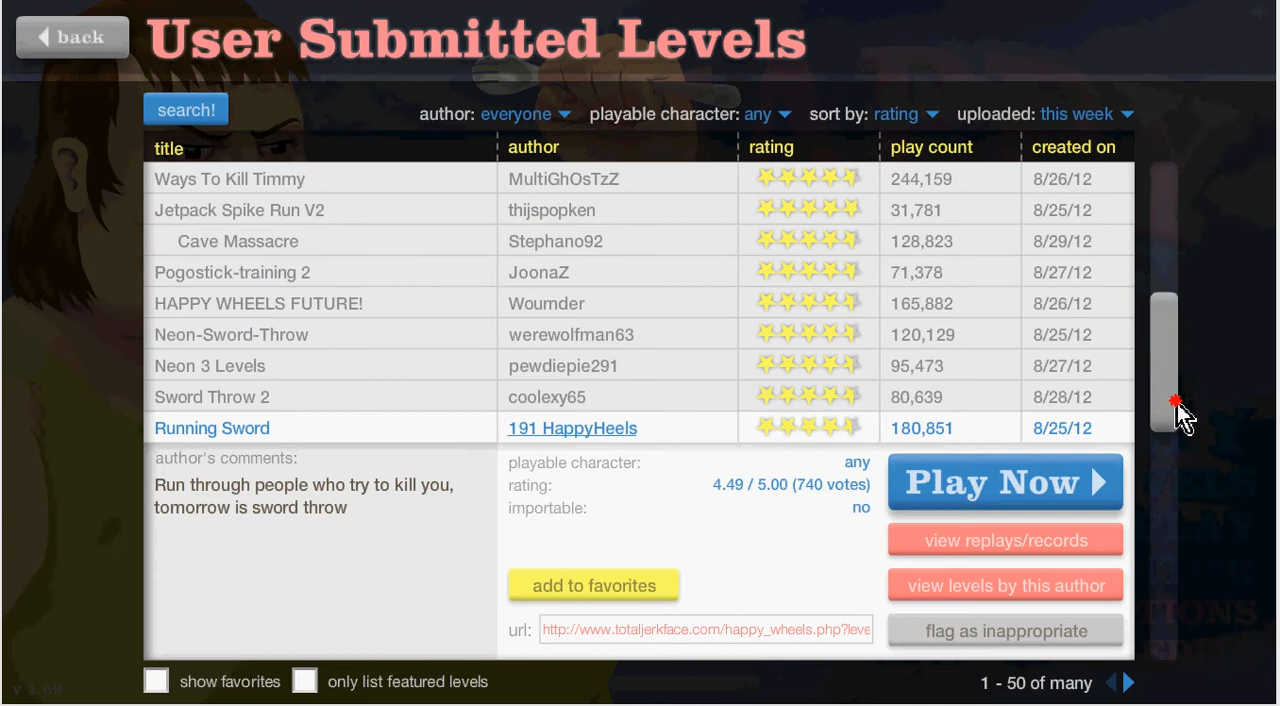 back
User Submitted Levels
search!
author: everyone playable character: any sort by: rating uploaded: this week
title author rating play count created on
Ways To Kill Timmy MultiGhOsTzZ 244,159 8/26/12
Jetpack Spike Run V2 thijspopken 31,781 8/25/12
Cave Massacre Stephano92 128,823 8/29/12
Pogostick-training 2 JoonaZ 71,378 8/27/12
HAPPY WHEELS FUTURE! Wournder 165,882 8/26/12
Neon-Sword-Throw werewolfman63 120,129 8/25/12
Neon 3 Levels pewdiepie291 95,473 8/27/12
Sword Throw 2 coolexy65 80,639 8/28/12
Running Sword 191 HappyHeels 180,851 8/25/12
author's comments:
Run through people who try to kill you,
tomorrow is sword throw
playable character: any
rating: 4.49 / 5.00 (740 votes)
importable: no
add to favorites
url: http://www.totaljerkface.com/happy_wheels.php?leve
Play Now
view replays/records
view levels by this author
flag as inappropriate
show favorites only list featured levels
1 - 50 of many
v 1.69